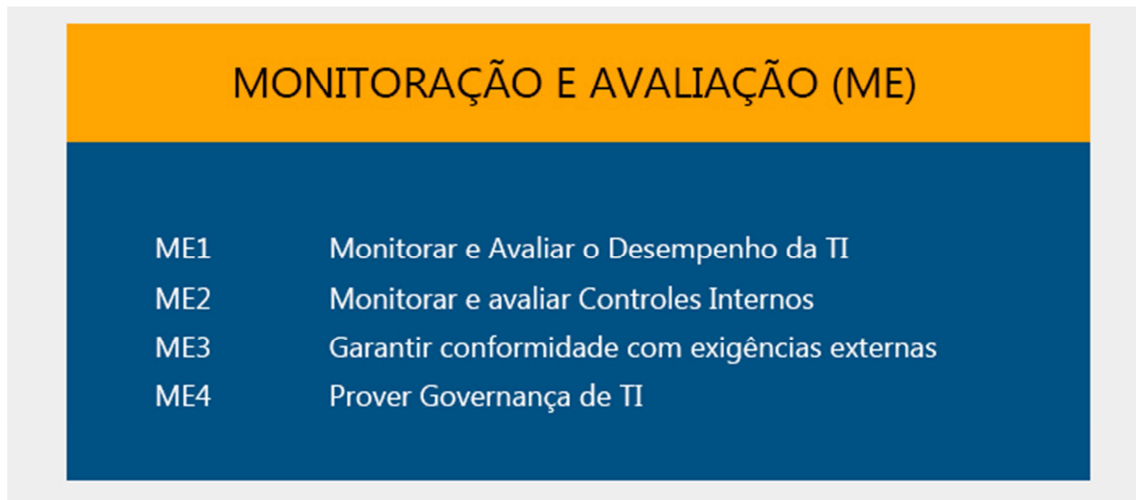 MONITORAÇÃO E AVALIAÇÃO (ME)
ME1 Monitorar e Avaliar o Desempenho da TI
ME2 Monitorar e avaliar Controles Internos
ME3 Garantir conformidade com exigências externas
ME4 Prover Governança de TI